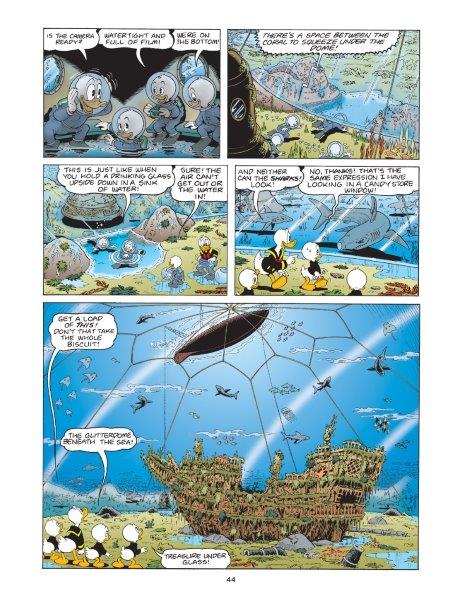 IS THE CAMERA
READY?
WATERTIGHT AND
FULL OF FILM!
WE'RE
ON THE
BOTTOM!
THERE'S A SPACE BETWEEN THE
CORAL TO SQUEEZE UNDER THE
DOME!
THIS IS JUST LIKE WHEN
YOU HOLD A DRINKING GLASS
UPSIDE DOWN IN A SINK
OF WATER!
SURE! THE
AIR CAN'T
GET OUT OR
THE WATER
IN!
AND NEITHER
CAN THE SHARKS!
LOOK!
NO, THANKS! THAT'S THE
SAME EXPRESSION I HAVE
LOOKING IN A CANDY STORE
WINDOW!
GET A LOAD
OF THIS!
DON'T THAT TAKE
THE WHOLE
BISCUIT!
THE GLITTERDOME
BENEATH THE SEA!
TREASURE UNDER
GLASS!
44